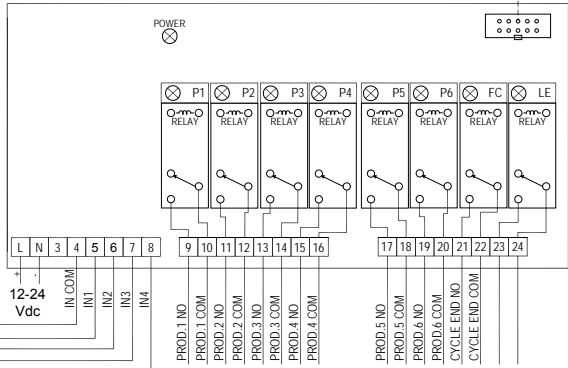 POWER
P1 P2 P3 P4 P5 P6 FC LE
RELAY RELAY RELAY RELAY RELAY RELAY RELAY RELAY
L N 3 4 5 6 7 8 9 10 11 12 13 14 15 16 17 18 19 20 21 22 23 24
+ -
12-24
Vdc
IN COM
IN1
IN2
IN3
IN4
PROD.1 NO
PROD.1 COM
PROD.2 NO
PROD.2 COM
PROD.3 NO
PROD.3 COM
PROD.4 NO
PROD.4 COM
PROD.5 NO
PROD.5 COM
PROD.6 NO
PROD.6 COM
CYCLE END NO
CYCLE END COM